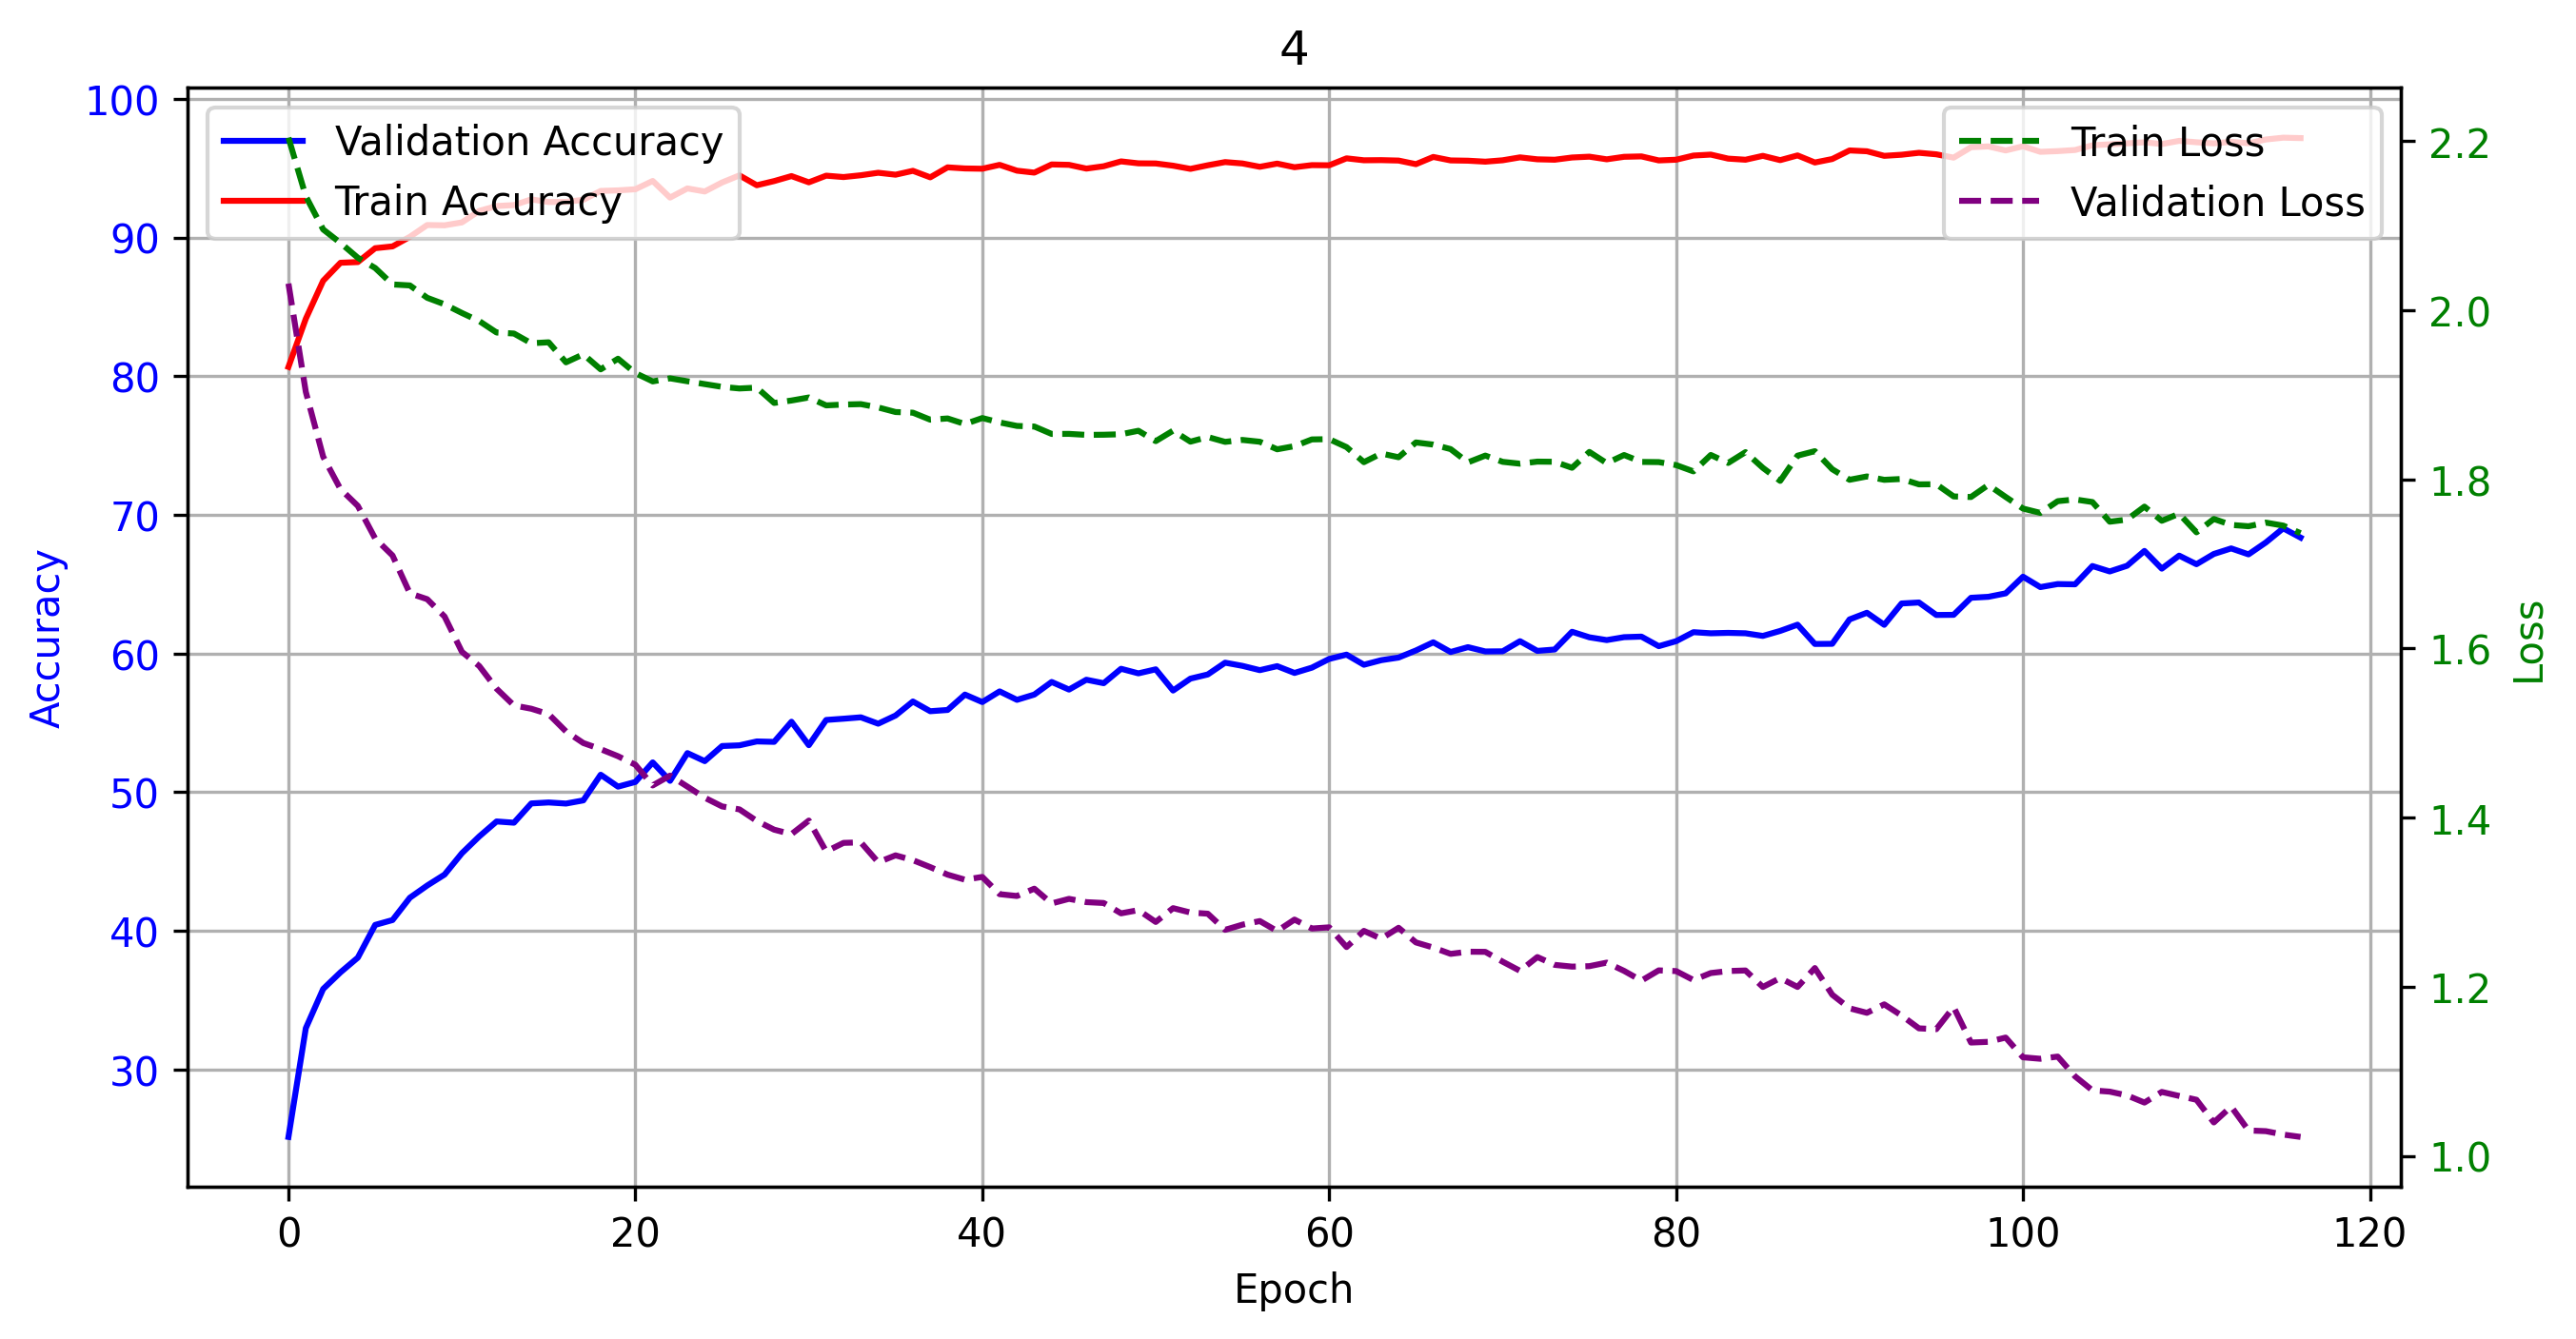 4
100
90
80
70
60
50
40
30
Accuracy
Validation Accuracy
Train Accuracy
Train Loss
Validation Loss
2.2
2.0
1.8
1.6
1.4
1.2
1.0
Loss
0 20 40 60 80 100 120
Epoch